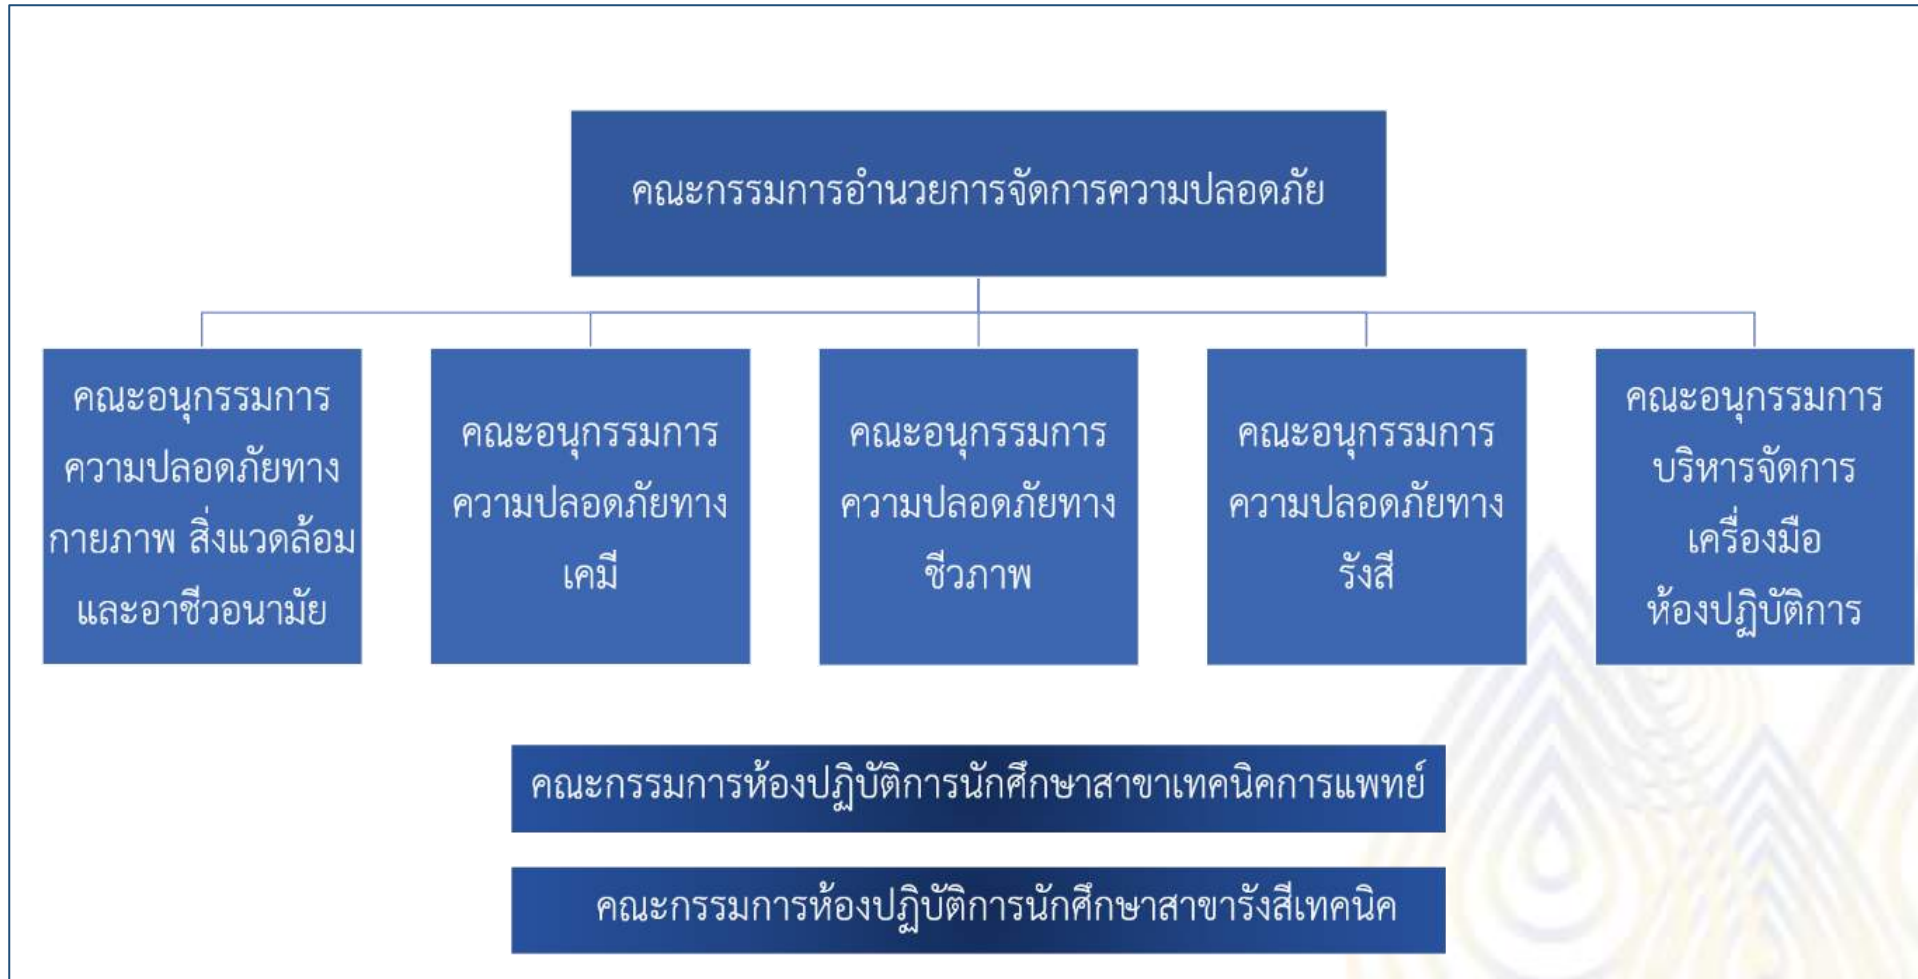 คณะกรรมการอำนวยการจัดการความปลอดภัย
คณะอนุกรรมการ
ความปลอดภัยทาง
กายภาพ สิ่งแวดล้อม
และอาชีวอนามัย
คณะอนุกรรมการ
ความปลอดภัยทาง
เคมี
คณะอนุกรรมการ
ความปลอดภัยทาง
ชีวภาพ
คณะอนุกรรมการ
ความปลอดภัยทาง
รังสี
คณะอนุกรรมการ
บริหารจัดการ
เครื่องมือ
ห้องปฏิบัติการ
คณะกรรมการห้องปฏิบัติการนักศึกษาสาขาเทคนิคการแพทย์
คณะกรรมการห้องปฏิบัติการนักศึกษาสาขารังสีเทคนิค